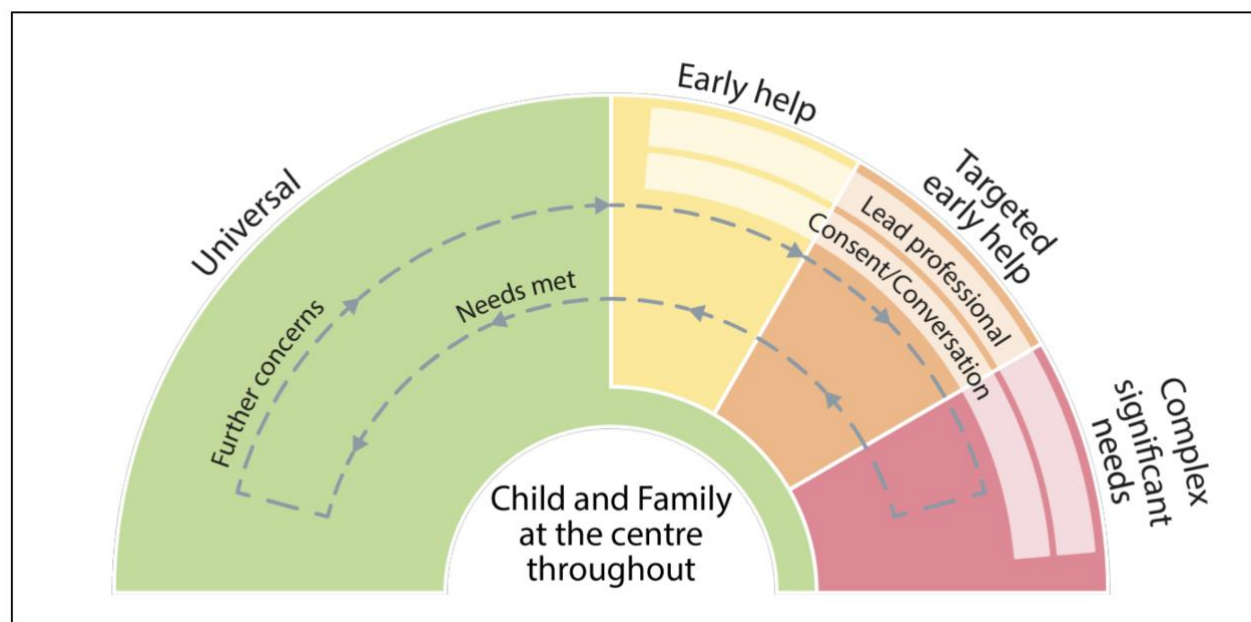 Universal
Early help
Targeted
early help
Complex
significant
needs
Lead professional
Consent/Conversation
Further concerns
Needs met
Child and Family
at the centre
throughout